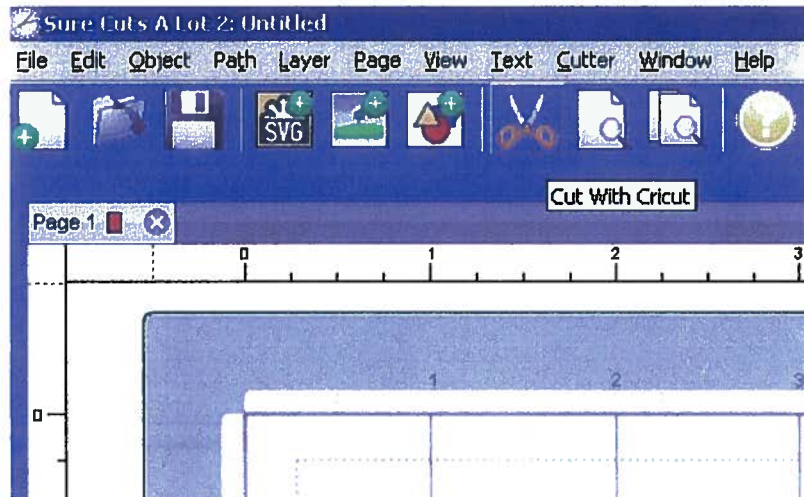 Sure Cuts A Lot 2: Untitled
File Edit Object Path Layer Page View Text Cutter Window Help
SVG
Cut With Cricut
Page 1
0 1 2 3
1 2 3
0